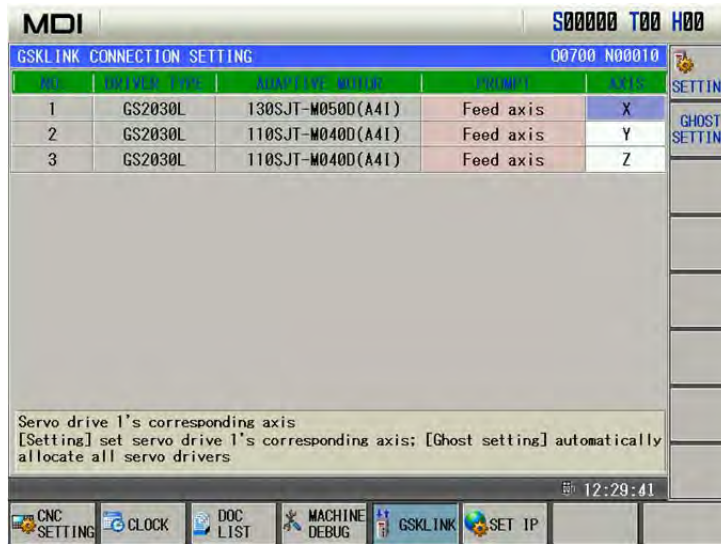 MDI S00000 T00 H00
GSKLINK CONNECTION SETTING O0700 N00010
NO. DRIVER TYPE ADAPTIVE MOTOR PROMPT AXIS
1 GS2030L 130SJT-M050D(A4I) Feed axis X
2 GS2030L 110SJT-M040D(A4I) Feed axis Y
3 GS2030L 110SJT-M040D(A4I) Feed axis Z
SETTIN
GHOST
SETTIN
Servo drive 1's corresponding axis
[Setting] set servo drive 1's corresponding axis; [Ghost setting] automatically
allocate all servo drivers
12:29:41
CNC
SETTING
CLOCK
DOC
LIST
MACHINE
DEBUG
GSKLINK
SET IP